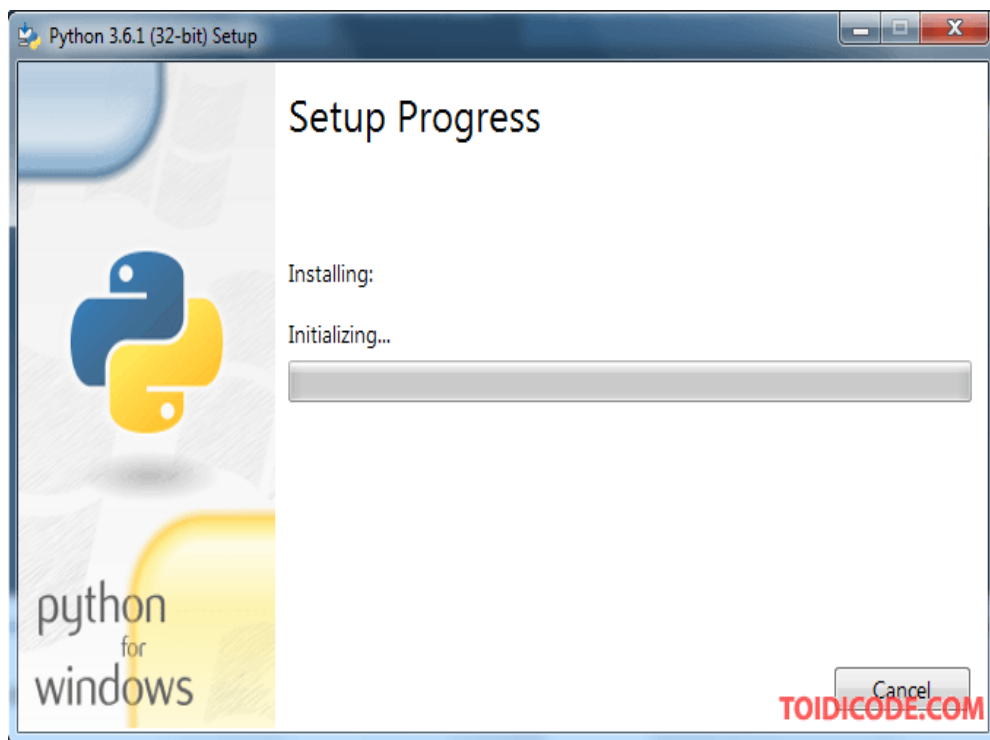 Python 3.6.1 (32-bit) Setup
Setup Progress
Installing:
Initializing...
python
for
windows
Cancel
TOIDICODE.COM